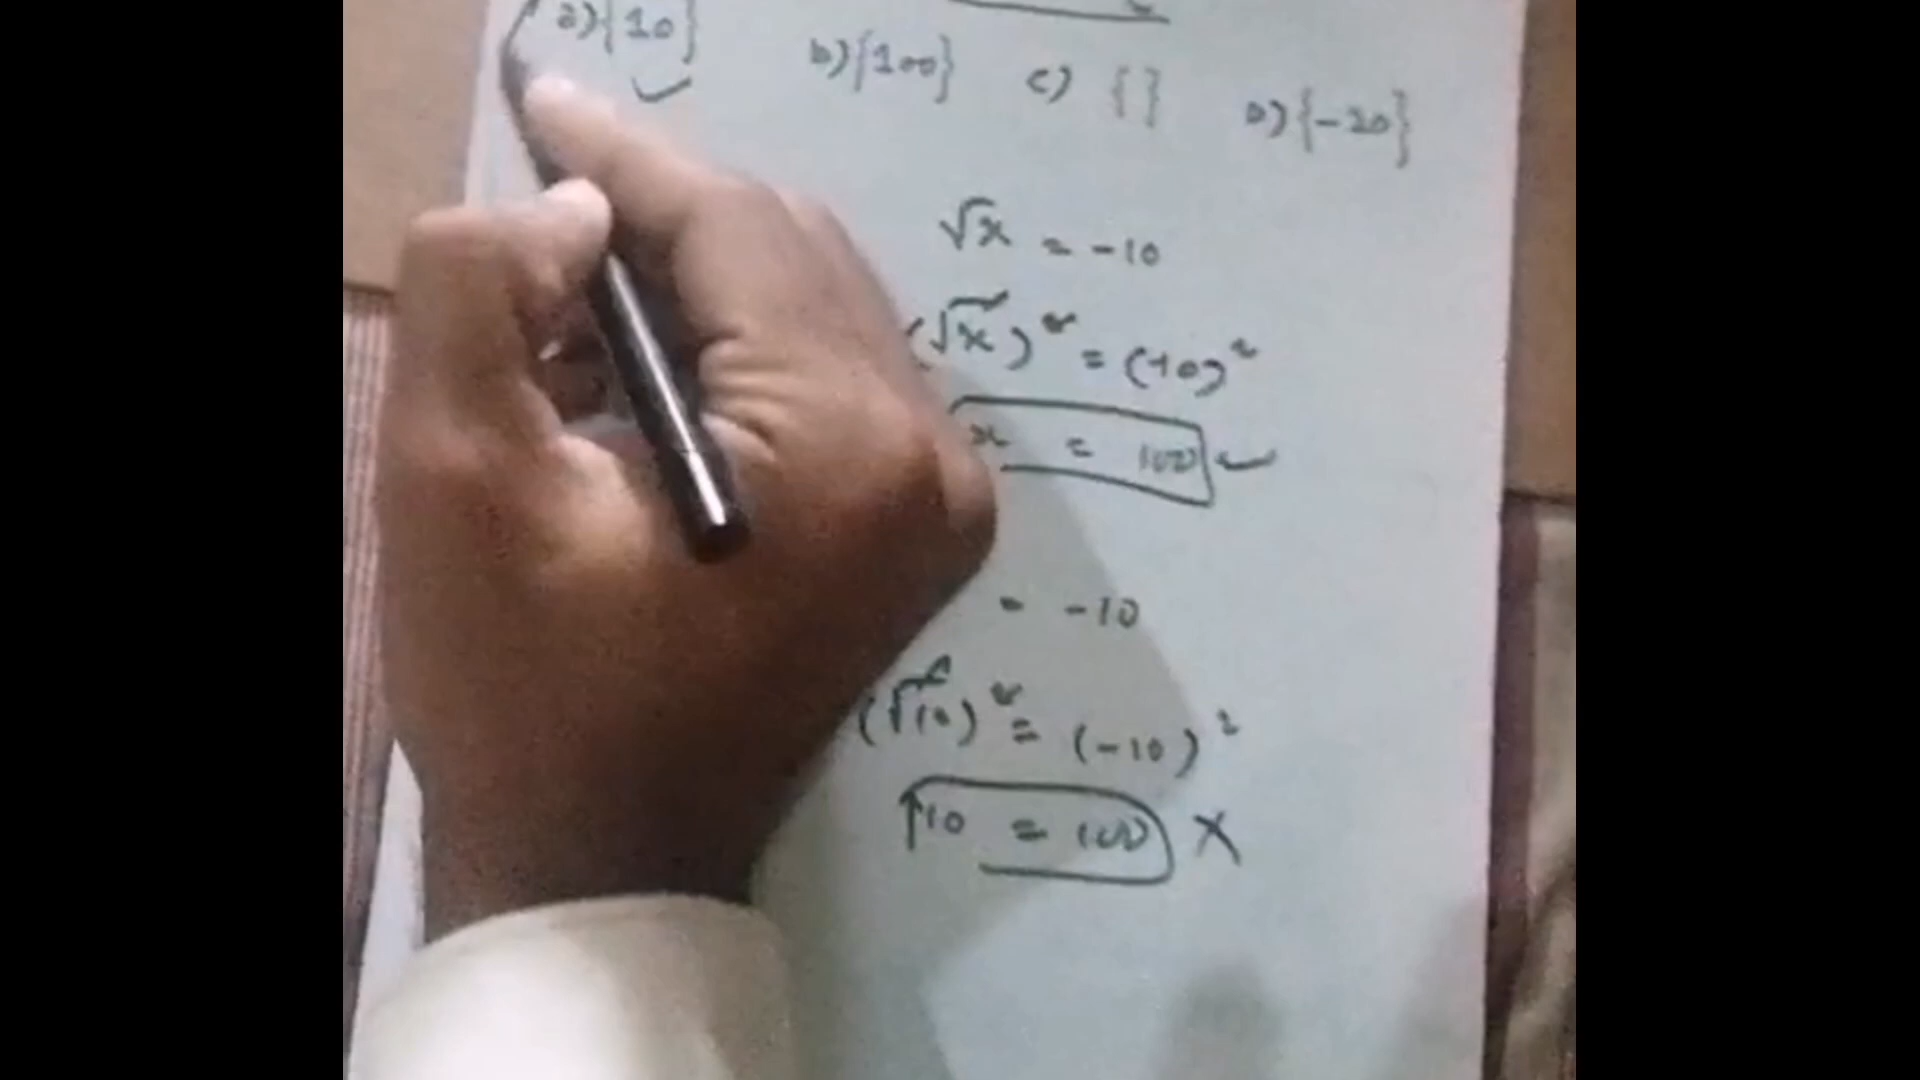 a) {10} b) {100} c) { } D) {-20}
√x = -10
(√x)² = (-10)²
x = 100
= -10
(√10)² = (-10)²
10 = 100 X